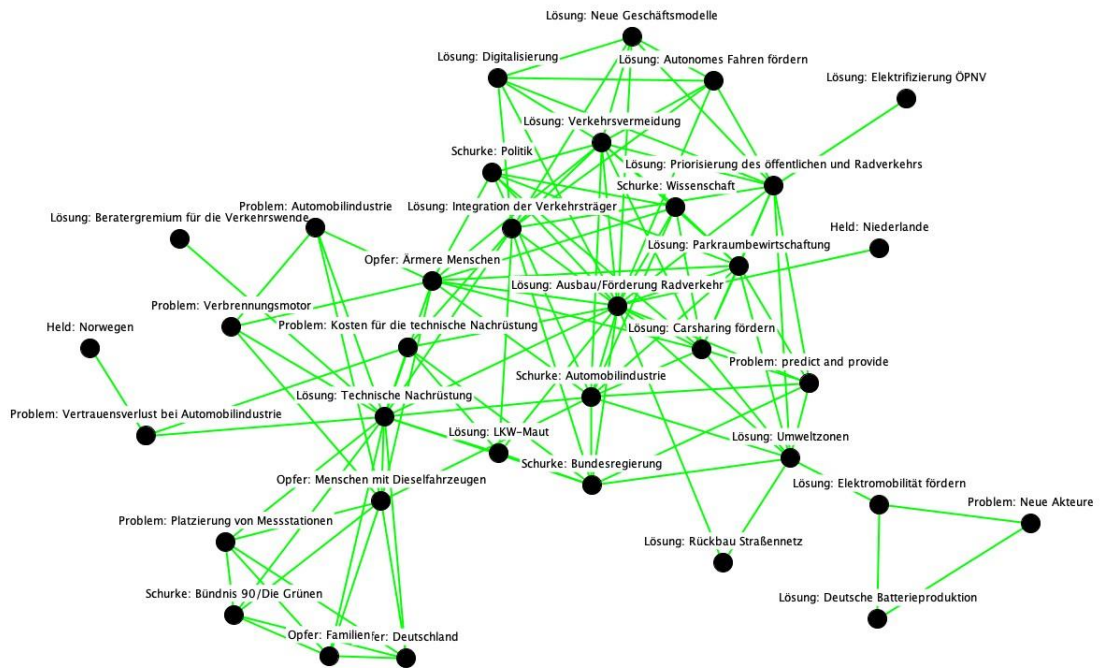 Lösung: Neue Geschäftsmodelle
Lösung: Digitalisierung
Lösung: Autonomes Fahren fördern
Lösung: Elektrifizierung ÖPNV
Lösung: Verkehrsvermeidung
Schurke: Politik
Lösung: Priorisierung des öffentlichen und Radverkehrs
Schurke: Wissenschaft
Problem: Automobilindustrie
Lösung: Integration der Verkehrsträger
Lösung: Beratergremium für die Verkehrswende
Held: Niederlande
Lösung: Parkraumbewirtschaftung
Opfer: Ärmere Menschen
Lösung: Ausbau/Förderung Radverkehr
Problem: Verbrennungsmotor
Held: Norwegen
Problem: Kosten für die technische Nachrüstung
Lösung: Carsharing fördern
Problem: predict and provide
Schurke: Automobilindustrie
Lösung: Technische Nachrüstung
Problem: Vertrauensverlust bei Automobilindustrie
Lösung: LKW-Maut
Lösung: Umweltzonen
Schurke: Bundesregierung
Opfer: Menschen mit Dieselfahrzeugen
Lösung: Elektromobilität fördern
Problem: Neue Akteure
Problem: Platzierung von Messstationen
Lösung: Rückbau Straßennetz
Schurke: Bündnis 90/Die Grünen
Lösung: Deutsche Batterieproduktion
Opfer: Familien
fer: Deutschland